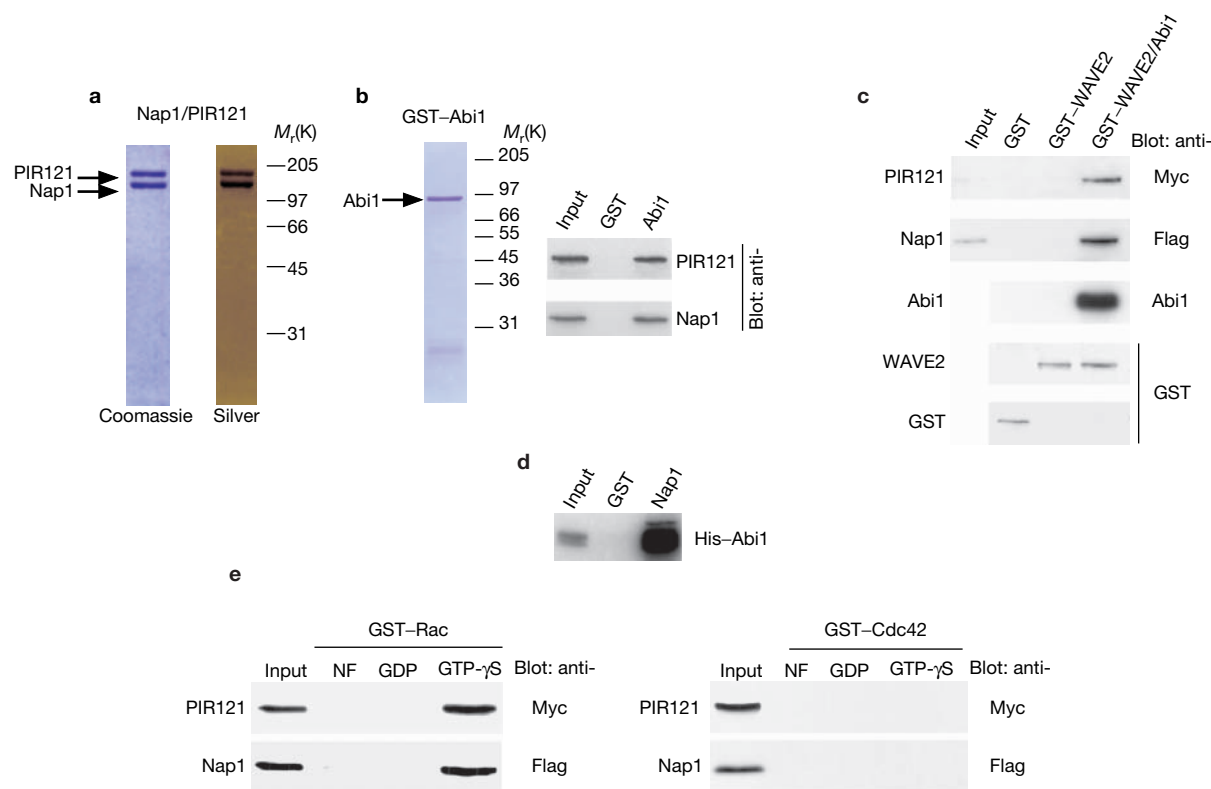 a
Nap1/PIR121
Mr(K)
PIR121
Nap1
205
97
66
45
31
Coomassie
Silver
b
GST–Abi1
Mr(K)
Abi1
205
97
66
55
45
36
31
Input
GST
Abi1
PIR121
Nap1
Blot: anti-
c
Input
GST
GST–WAVE2
GST–WAVE2/Abi1
Blot: anti-
PIR121
Myc
Nap1
Flag
Abi1
Abi1
WAVE2
GST
GST
d
Input
GST
Nap1
His–Abi1
e
GST–Rac
Input NF GDP GTP-γS Blot: anti-
PIR121
Myc
Nap1
Flag
GST–Cdc42
Input NF GDP GTP-γS Blot: anti-
PIR121
Myc
Nap1
Flag